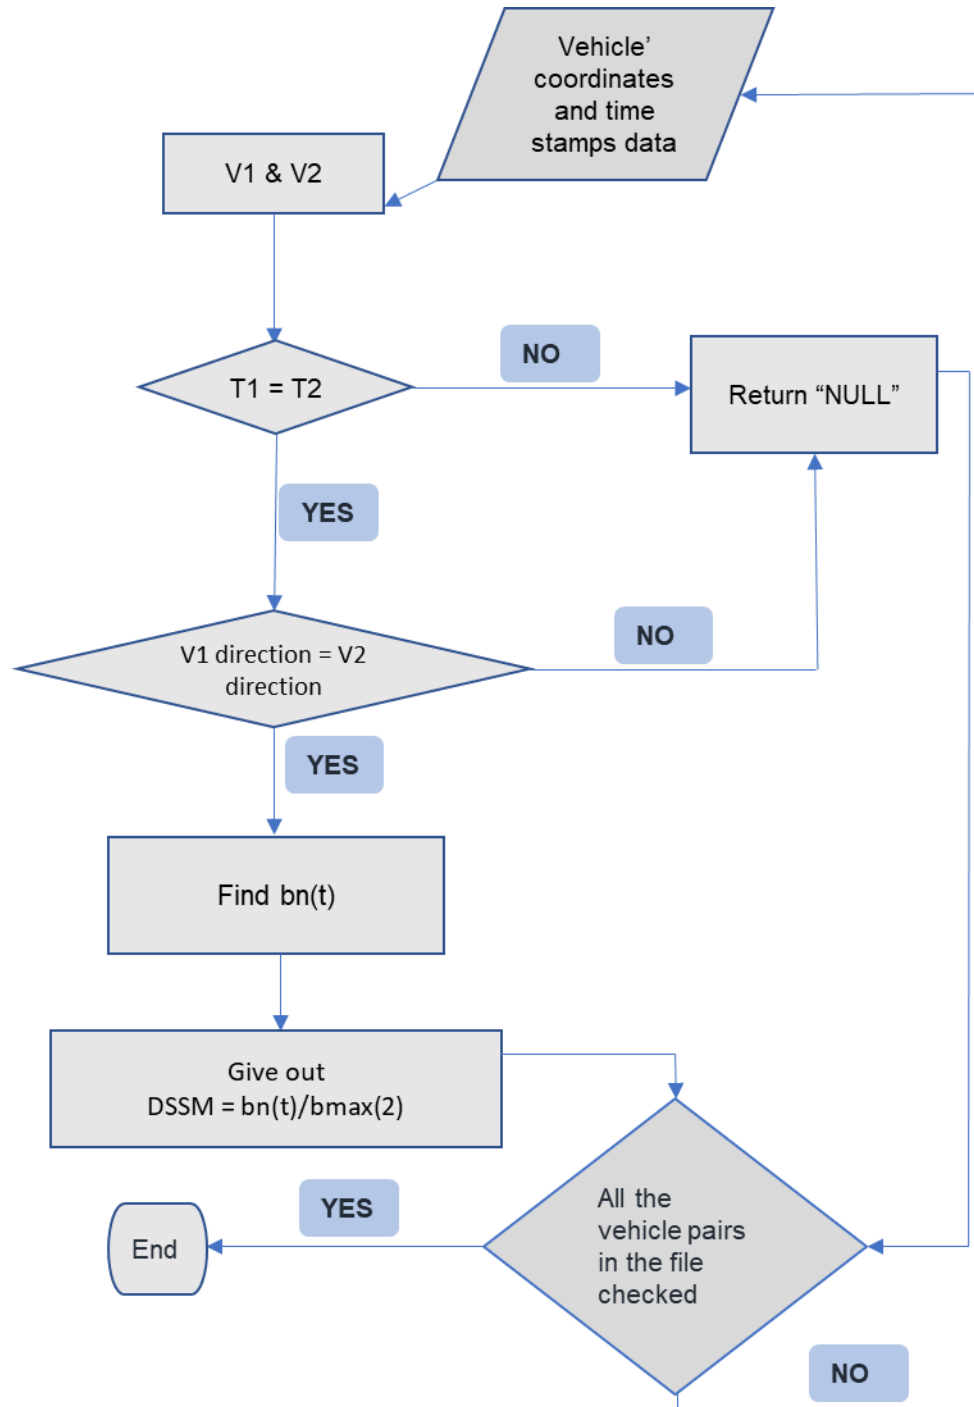 Vehicle’
coordinates
and time
stamps data
V1 & V2
T1 = T2
NO
Return “NULL”
YES
V1 direction = V2
direction
NO
YES
Find bn(t)
Give out
DSSM = bn(t)/bmax(2)
All the
vehicle pairs
in the file
checked
YES
End
NO